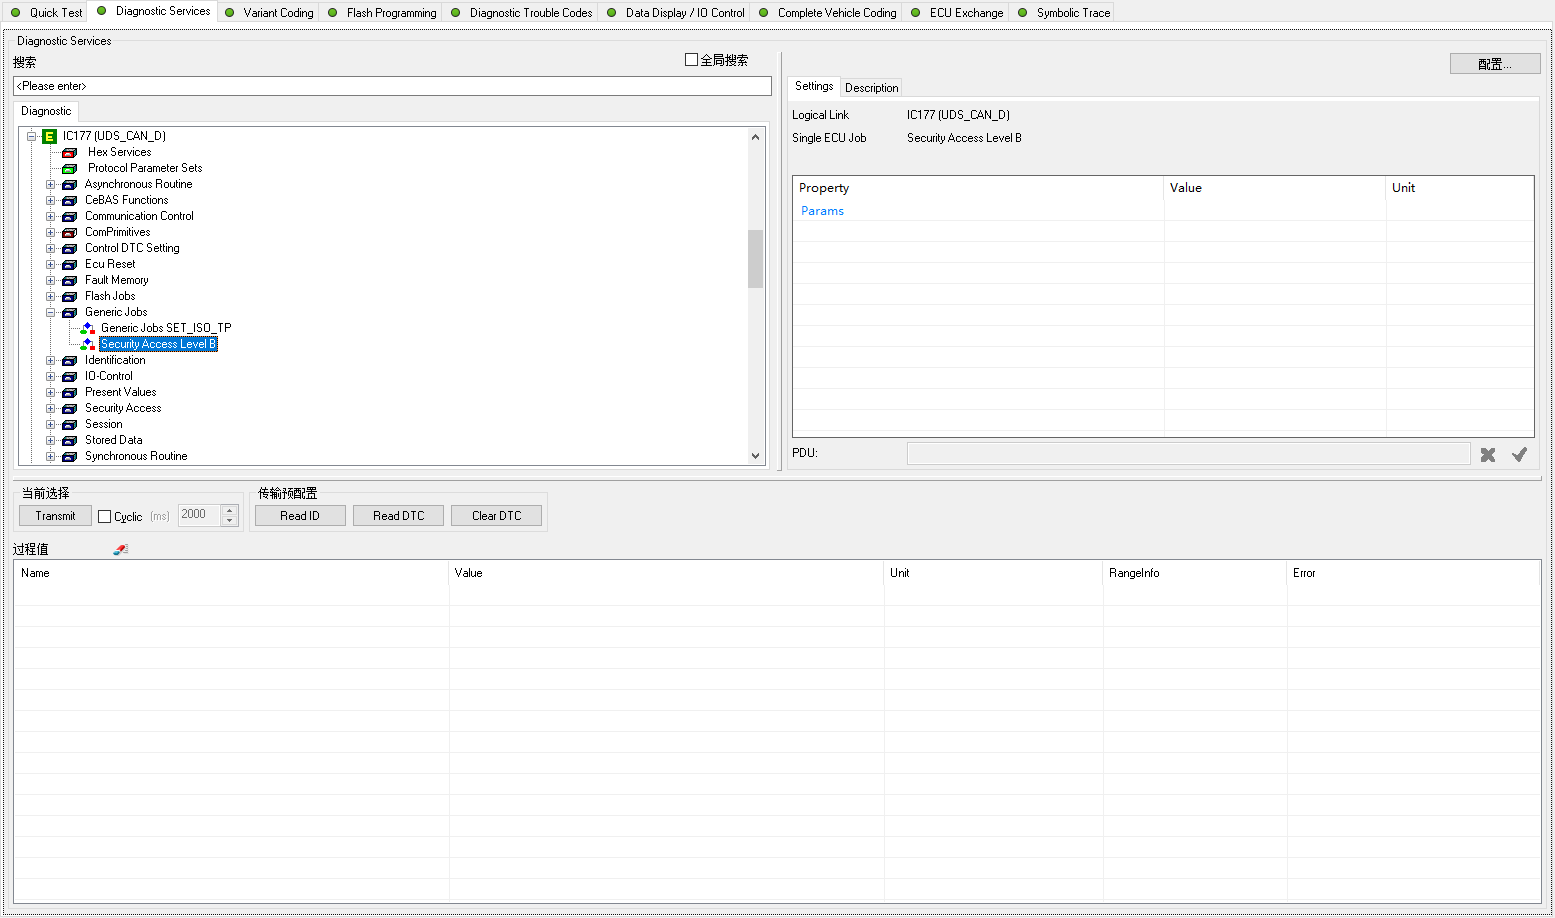 Quick Test
Diagnostic Services
Variant Coding
Flash Programming
Diagnostic Trouble Codes
Data Display / IO Control
Complete Vehicle Coding
ECU Exchange
Symbolic Trace
Diagnostic Services
搜索
全局搜索
<Please enter>
Diagnostic
E IC177 (UDS_CAN_D)
Hex Services
Protocol Parameter Sets
Asynchronous Routine
CeBAS Functions
Communication Control
ComPrimitives
Control DTC Setting
Ecu Reset
Fault Memory
Flash Jobs
Generic Jobs
Generic Jobs SET_ISO_TP
Security Access Level B
Identification
IO-Control
Present Values
Security Access
Session
Stored Data
Synchronous Routine
配置...
Settings
Description
Logical Link IC177 (UDS_CAN_D)
Single ECU Job Security Access Level B
Property Value Unit
Params
PDU:
当前选择
Transmit Cyclic (ms) 2000
传输预配置
Read ID Read DTC Clear DTC
过程值
Name Value Unit RangeInfo Error